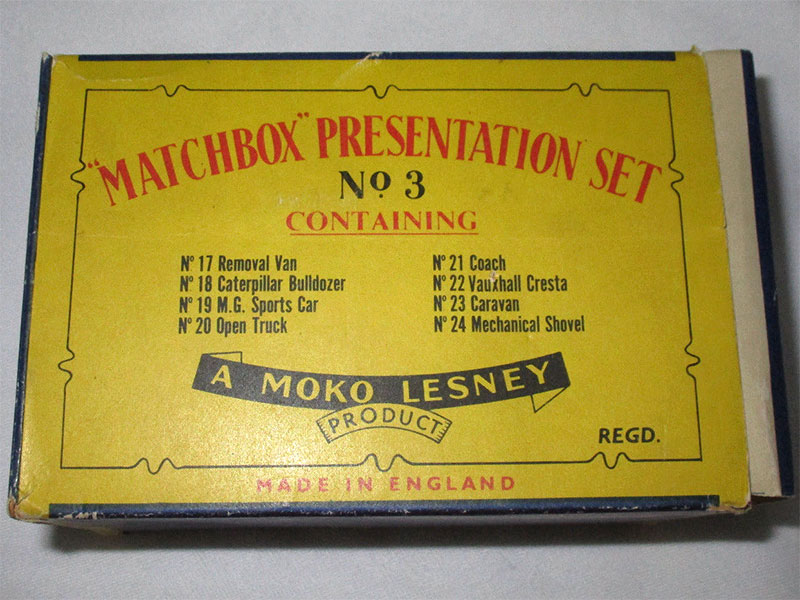 "MATCHBOX" PRESENTATION SET
Nº 3
CONTAINING
Nº 17 Removal Van
Nº 18 Caterpillar Bulldozer
Nº 19 M.G. Sports Car
Nº 20 Open Truck
Nº 21 Coach
Nº 22 Vauxhall Cresta
Nº 23 Caravan
Nº 24 Mechanical Shovel
A MOKO LESNEY
PRODUCT
REGD.
MADE IN ENGLAND